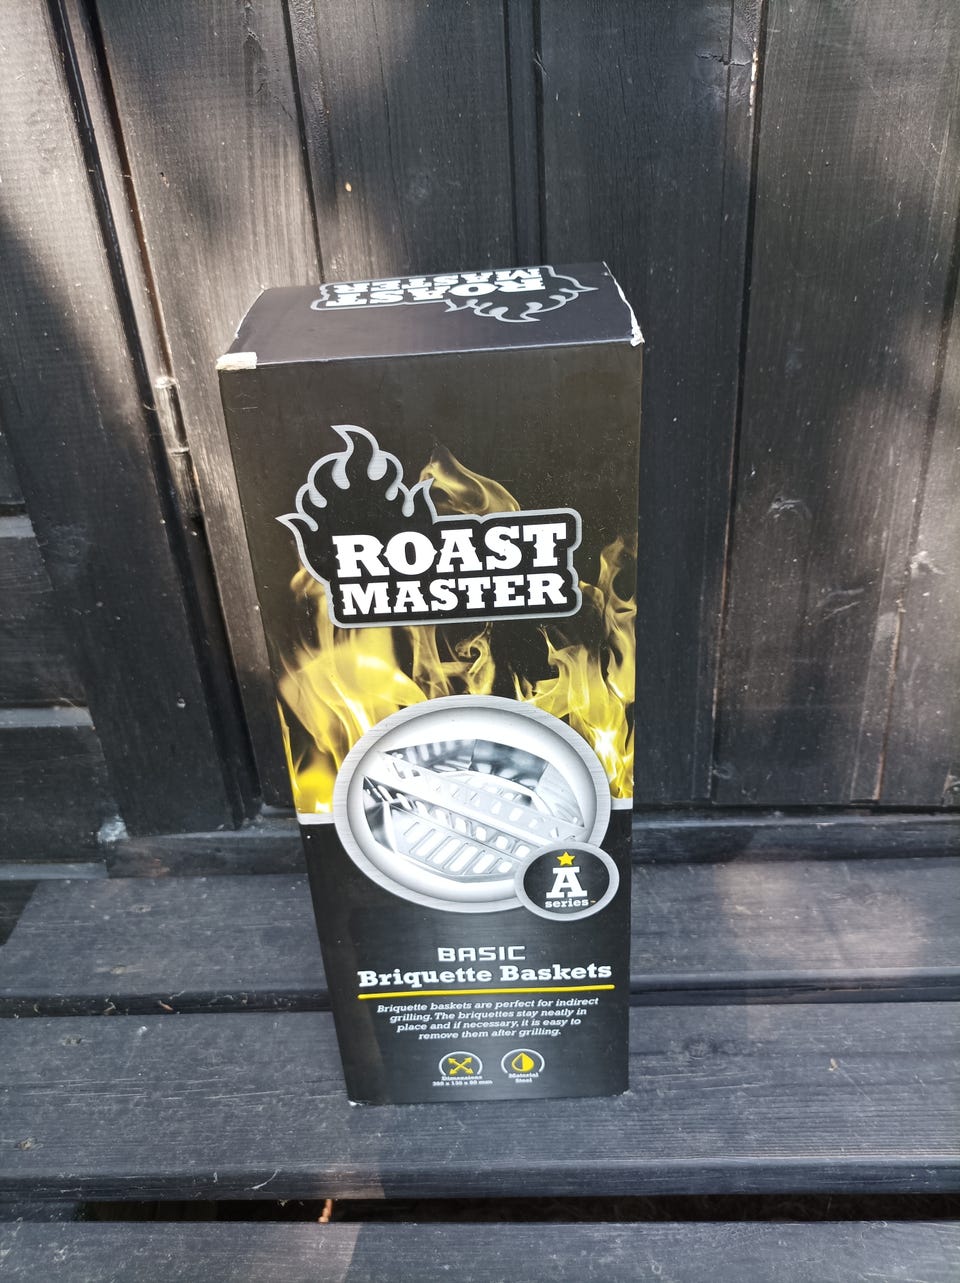 ROAST
MASTER
ROAST
MASTER
A
series
BASIC
Briquette Baskets
Briquette baskets are perfect for indirect
grilling. The briquettes stay neatly in
place and if necessary, it is easy to
remove them after grilling.
Dimensions
Material
Steel